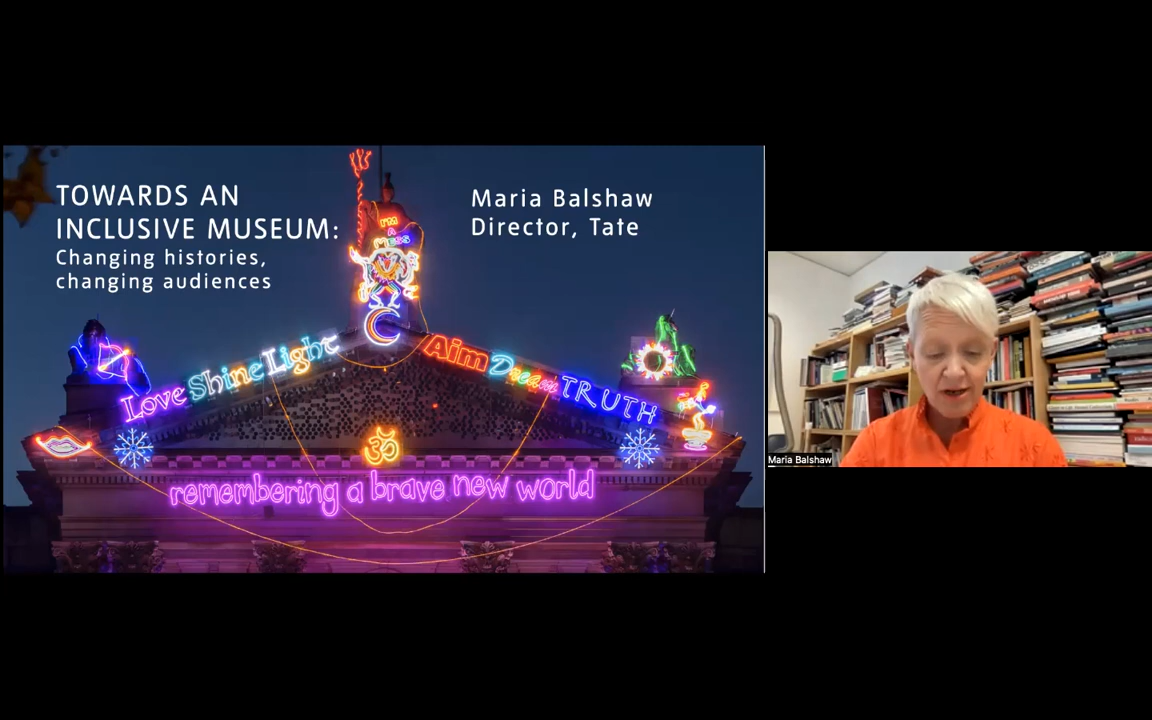 TOWARDS AN
INCLUSIVE MUSEUM:
Changing histories,
changing audiences
Maria Balshaw
Director, Tate
I'M
A
MESS
Love Shine Light
Aim Dream TRUTH
ॐ
remembering a brave new world
Maria Balshaw